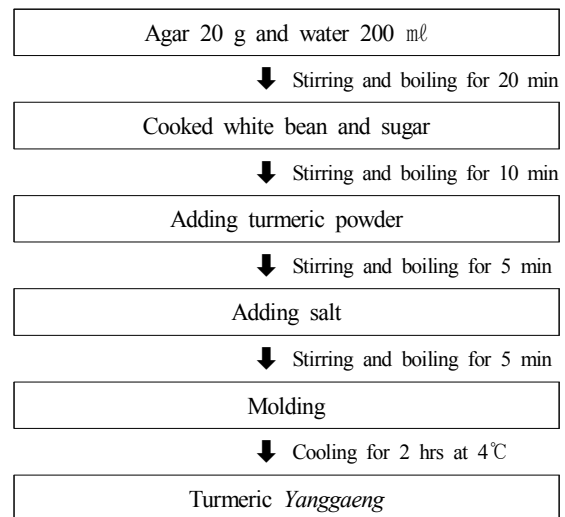 Agar 20 g and water 200 ㎖
Stirring and boiling for 20 min
Cooked white bean and sugar
Stirring and boiling for 10 min
Adding turmeric powder
Stirring and boiling for 5 min
Adding salt
Stirring and boiling for 5 min
Molding
Cooling for 2 hrs at 4℃
Turmeric Yanggaeng